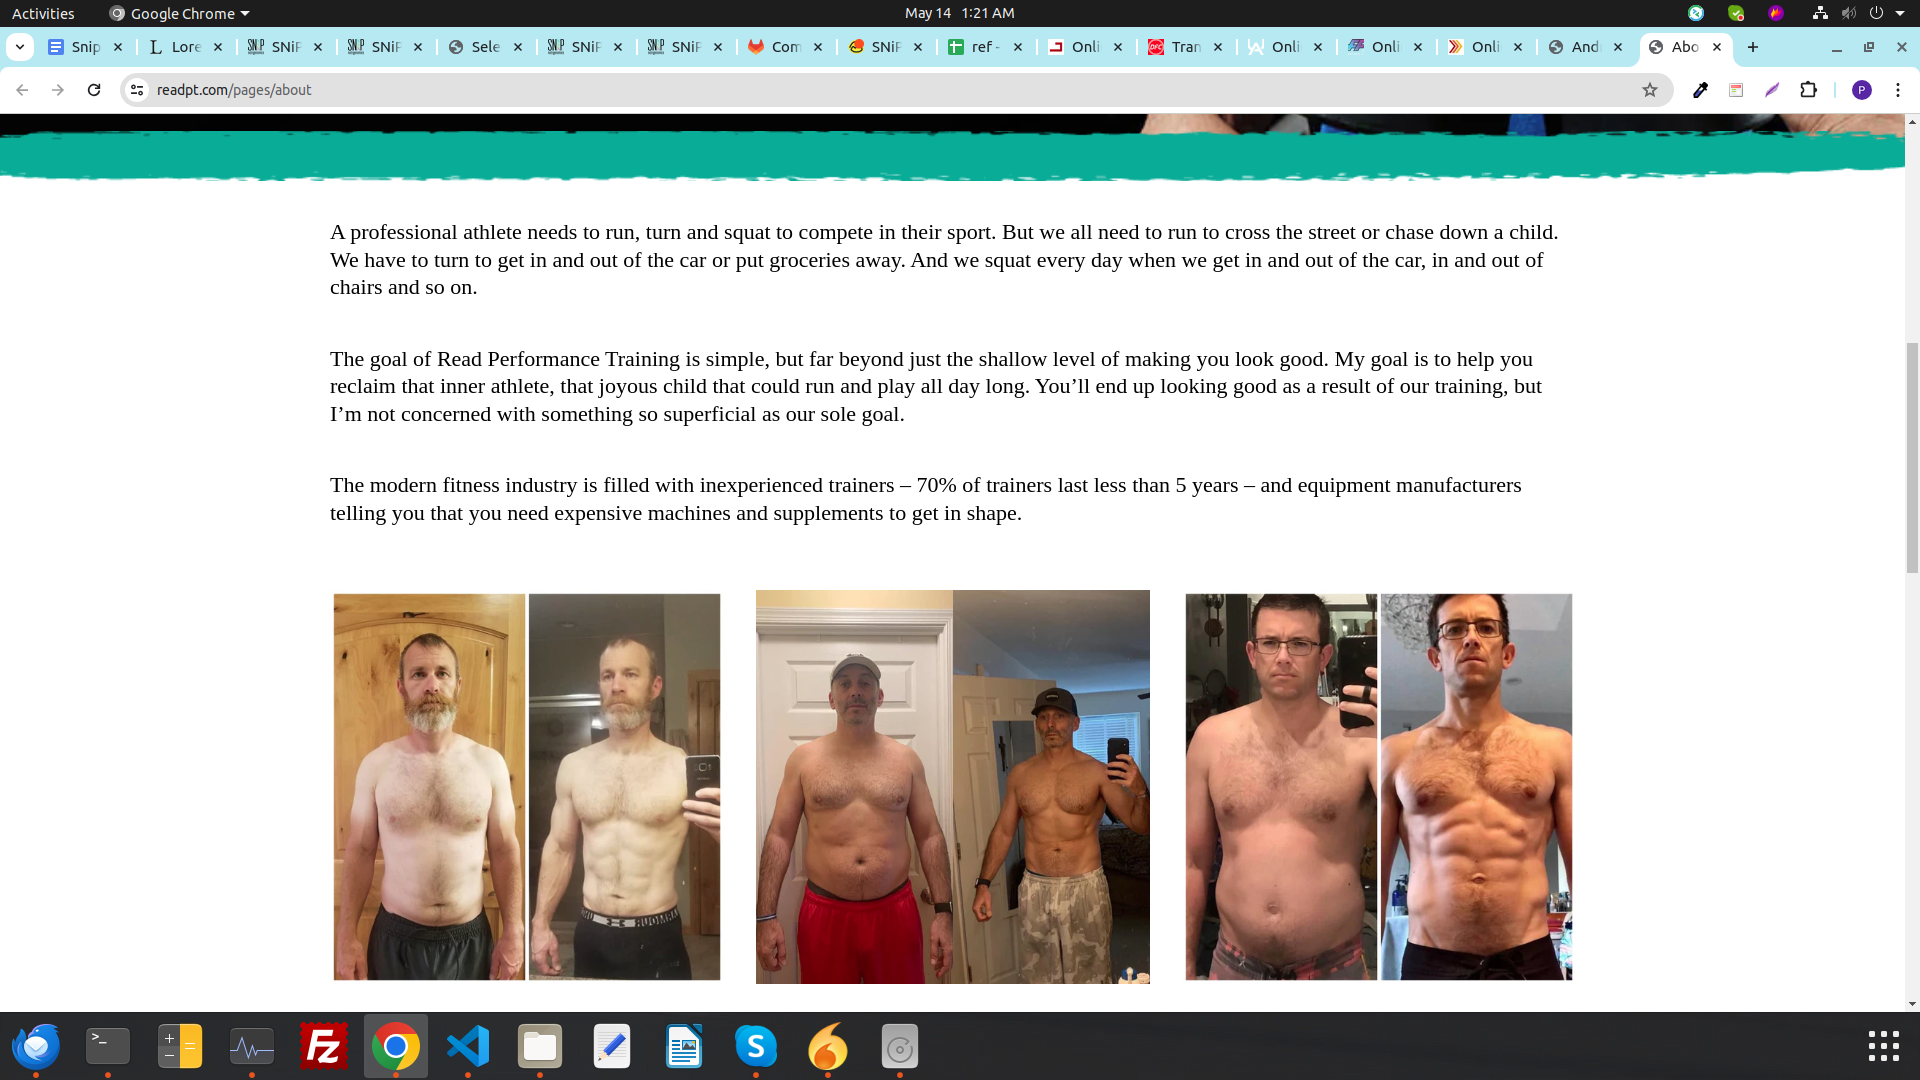 Activities
Google Chrome
May 14 1:21 AM
Snip
Lore
SNiP
SNiP
Sele
SNiP
SNiP
Com
SNiP
ref -
Onli
Tran
Onli
Onli
Onli
And
Abo
readpt.com/pages/about
P
A professional athlete needs to run, turn and squat to compete in their sport. But we all need to run to cross the street or chase down a child.
We have to turn to get in and out of the car or put groceries away. And we squat every day when we get in and out of the car, in and out of
chairs and so on.
The goal of Read Performance Training is simple, but far beyond just the shallow level of making you look good. My goal is to help you
reclaim that inner athlete, that joyous child that could run and play all day long. You’ll end up looking good as a result of our training, but
I’m not concerned with something so superficial as our sole goal.
The modern fitness industry is filled with inexperienced trainers – 70% of trainers last less than 5 years – and equipment manufacturers
telling you that you need expensive machines and supplements to get in shape.